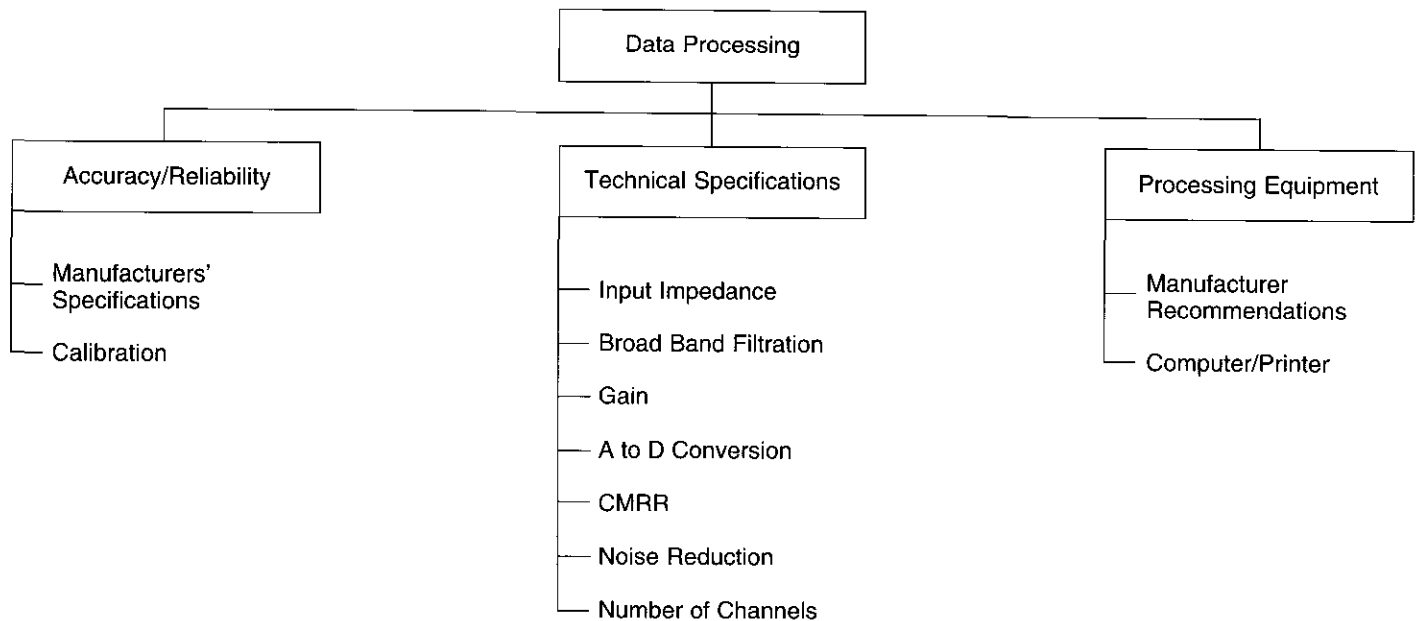 Data Processing
Accuracy/Reliability
Manufacturers'
Specifications
Calibration
Technical Specifications
Input Impedance
Broad Band Filtration
Gain
A to D Conversion
CMRR
Noise Reduction
Number of Channels
Processing Equipment
Manufacturer
Recommendations
Computer/Printer